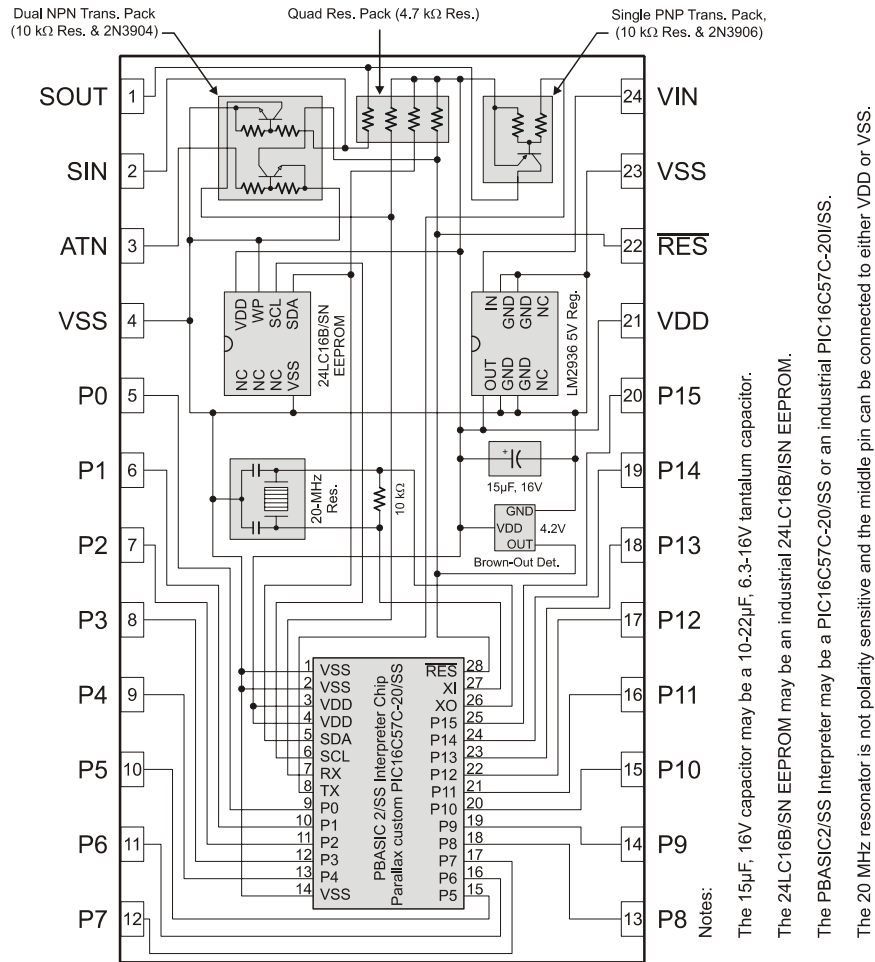 Dual NPN Trans. Pack
(10 kΩ Res. & 2N3904)
Quad Res. Pack (4.7 kΩ Res.)
Single PNP Trans. Pack,
(10 kΩ Res. & 2N3906)
SOUT 1
SIN 2
ATN 3
VSS 4
P0 5
P1 6
P2 7
P3 8
P4 9
P5 10
P6 11
P7 12
24 VIN
23 VSS
22 RES
21 VDD
20 P15
19 P14
18 P13
17 P12
16 P11
15 P10
14 P9
13 P8
VDD
WP
SCL
SDA
NC
NC
NC
VSS
24LC16B/SN
EEPROM
IN
GND
GND
NC
OUT
GND
GND
NC
LM2936 5V Reg.
20-MHz
Res.
10 kΩ
+
15µF, 16V
GND
VDD
OUT
4.2V
Brown-Out Det.
1 VSS
2 VSS
3 VDD
4 VDD
5 SDA
6 SCL
7 RX
8 TX
9 P0
10 P1
11 P2
12 P3
13 P4
14 VSS
PBASIC 2/SS Interpreter Chip
Parallax custom PIC16C57C-20/SS
RES 28
XI 27
XO 26
P15 25
P14 24
P13 23
P12 22
P11 21
P10 20
P9 19
P8 18
P7 17
P6 16
P5 15
Notes:
The 15µF, 16V capacitor may be a 10-22µF, 6.3-16V tantalum capacitor.
The 24LC16B/SN EEPROM may be an industrial 24LC16B/ISN EEPROM.
The PBASIC2/SS Interpreter may be a PIC16C57C-20/SS or an industrial PIC16C57C-20I/SS.
The 20 MHz resonator is not polarity sensitive and the middle pin can be connected to either VDD or VSS.